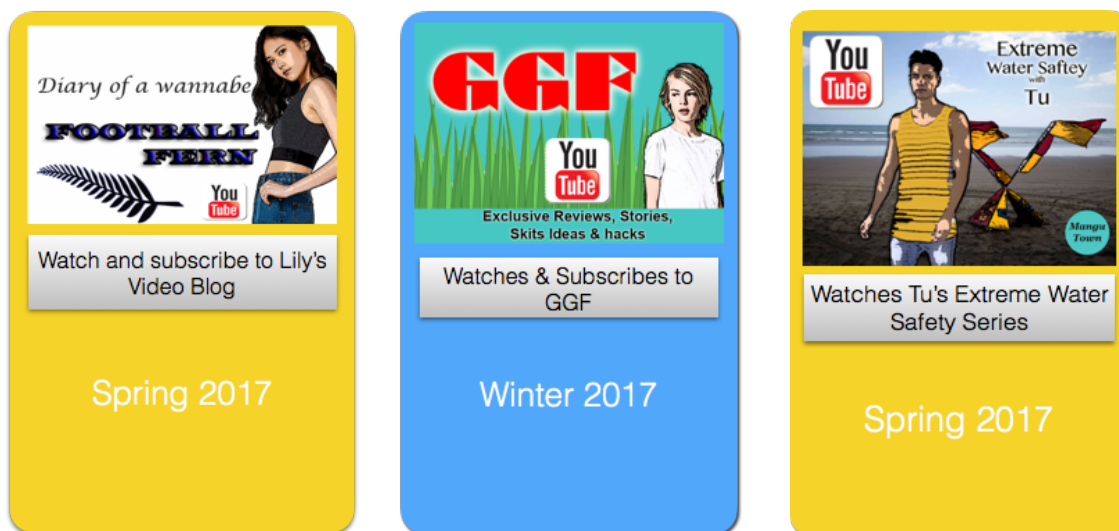 Diary of a wannabe
FOOTBALL
FERN
You
Tube
Watch and subscribe to Lily's
Video Blog
Spring 2017
GGF
You
Tube
Exclusive Reviews, Stories,
Skits Ideas & hacks
Watches & Subscribes to
GGF
Winter 2017
You
Tube
Extreme
Water Saftey
with
Tu
Mangu
Town
Watches Tu's Extreme Water
Safety Series
Spring 2017